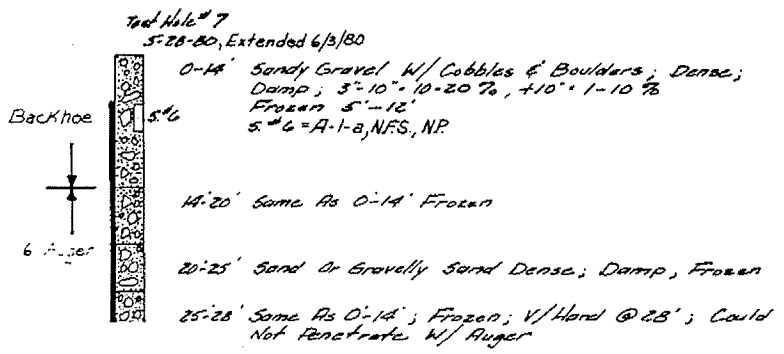 Test Hole #7
5-28-80, Extended 6/3/80
0-14' Sandy Gravel W/ Cobbles & Boulders; Dense;
Damp; 3"-10" = 10-20 %, +10" = 1-10 %
Frozen 5'-12'
Backhoe
S.#6
S.#6 = A-1-a, N.F.S., N.P.
14'-20' Same As 0'-14' Frozen
6" Auger
20'-25' Sand Or Gravelly Sand Dense; Damp, Frozen
25'-28' Same As 0'-14'; Frozen; V/Hard @ 28'; Could
Not Penetrate W/ Auger